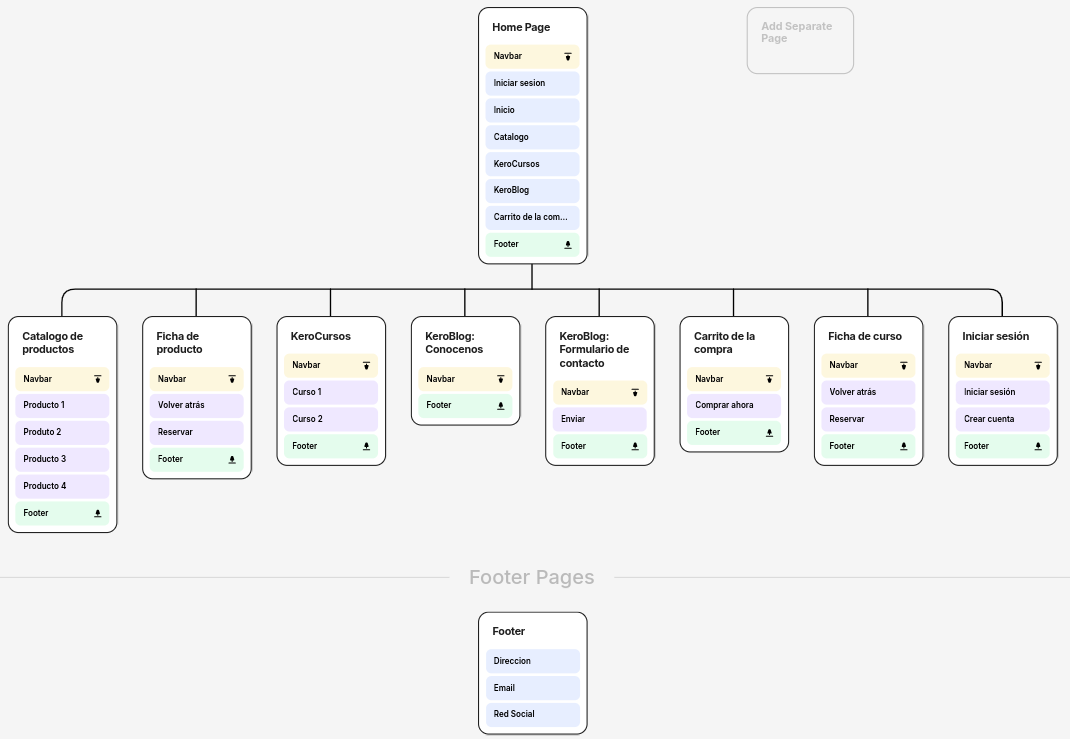 Home Page
Navbar
Iniciar sesion
Inicio
Catalogo
KeroCursos
KeroBlog
Carrito de la com...
Footer
Add Separate
Page
Catalogo de
productos
Navbar
Producto 1
Produto 2
Producto 3
Producto 4
Footer
Ficha de
producto
Navbar
Volver atrás
Reservar
Footer
KeroCursos
Navbar
Curso 1
Curso 2
Footer
KeroBlog:
Conocenos
Navbar
Footer
KeroBlog:
Formulario de
contacto
Navbar
Enviar
Footer
Carrito de la
compra
Navbar
Comprar ahora
Footer
Ficha de curso
Navbar
Volver atrás
Reservar
Footer
Iniciar sesión
Navbar
Iniciar sesión
Crear cuenta
Footer
Footer Pages
Footer
Direccion
Email
Red Social